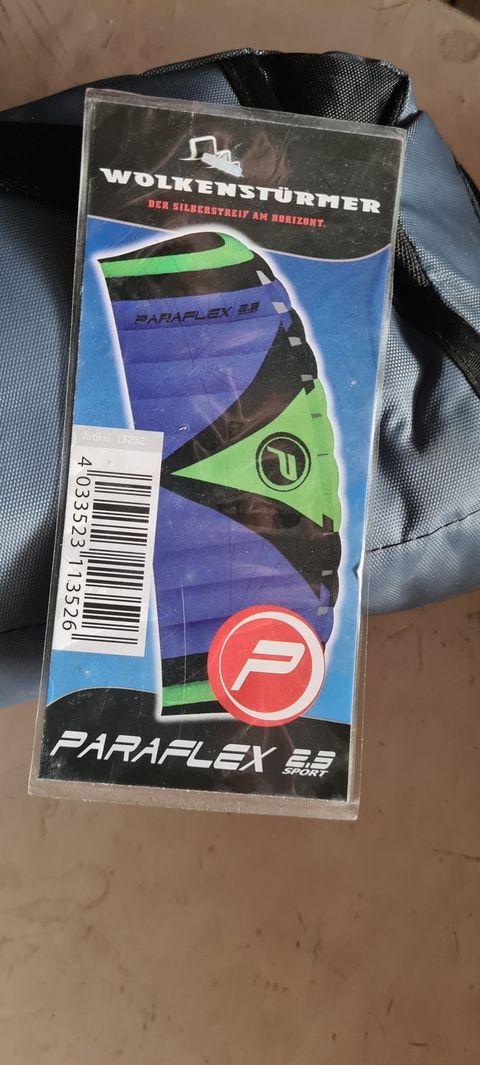 WOLKENSTÜRMER
DER SILBERSTREIF AM HORIZONT.
PARAFLEX 2.3
P
Artikel 13232
4 033523 113526
P
PARAFLEX 2.3
SPORT